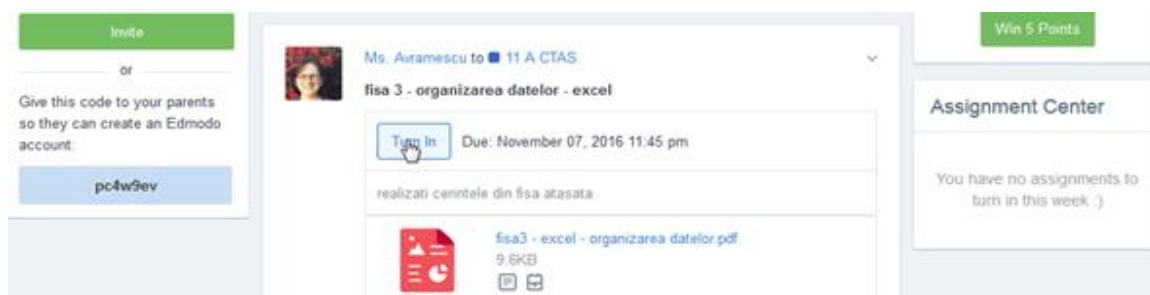 Invite
or
Give this code to your parents
so they can create an Edmodo
account:
pc4w9ev
Ms. Avramescu to 11 A CTAS
fisa 3 - organizarea datelor - excel
Turn In Due: November 07, 2016 11:45 pm
realizati cerintele din fisa atasata
fisa3 - excel - organizarea datelor.pdf
9.6KB
Win 5 Points
Assignment Center
You have no assignments to
turn in this week :)